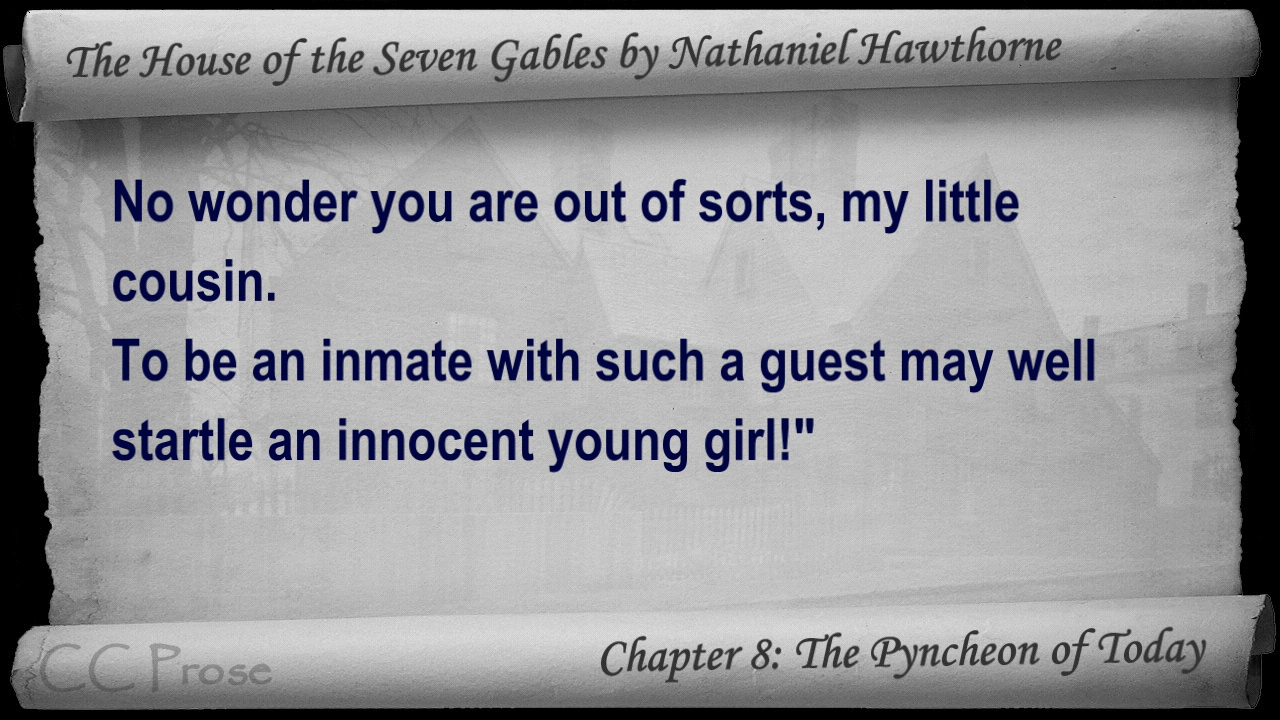 The House of the Seven Gables by Nathaniel Hawthorne
No wonder you are out of sorts, my little
cousin.
To be an inmate with such a guest may well
startle an innocent young girl!"
CC Prose
Chapter 8: The Pyncheon of Today